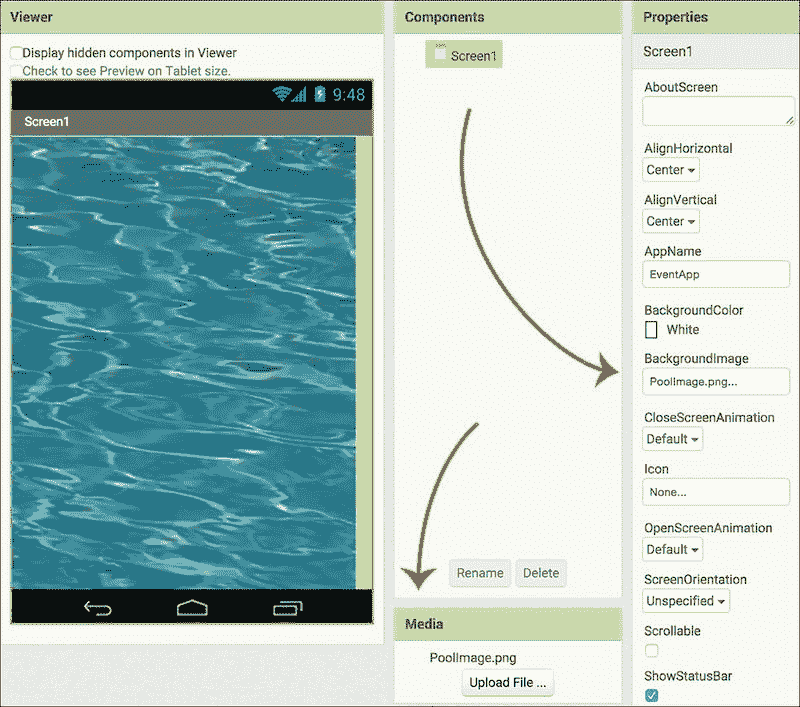 Viewer
Display hidden components in Viewer
Check to see Preview on Tablet size.
9:48
Screen1
Components
Screen1
Rename
Delete
Media
PoolImage.png
Upload File ...
Properties
Screen1
AboutScreen
AlignHorizontal
Center
AlignVertical
Center
AppName
EventApp
BackgroundColor
White
BackgroundImage
PoolImage.png...
CloseScreenAnimation
Default
Icon
None...
OpenScreenAnimation
Default
ScreenOrientation
Unspecified
Scrollable
ShowStatusBar